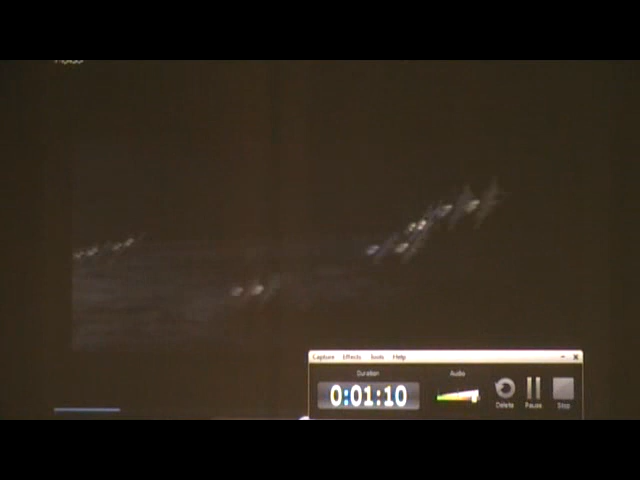 Capture Effects Tools Help
Duration
Audio
0:01:10
Delete Pause Stop